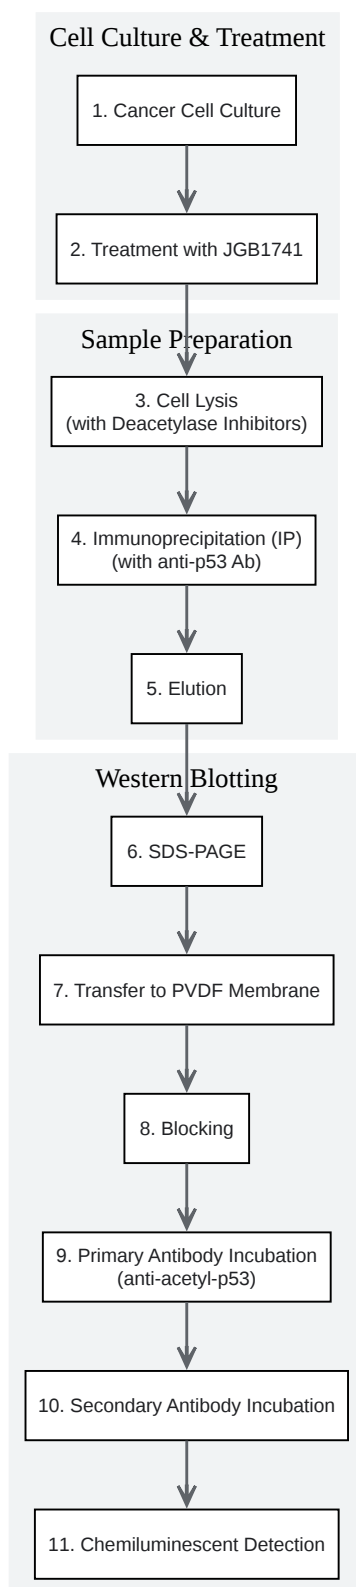 Cell Culture & Treatment
1. Cancer Cell Culture
2. Treatment with JGB1741
Sample Preparation
3. Cell Lysis
(with Deacetylase Inhibitors)
4. Immunoprecipitation (IP)
(with anti-p53 Ab)
5. Elution
Western Blotting
6. SDS-PAGE
7. Transfer to PVDF Membrane
8. Blocking
9. Primary Antibody Incubation
(anti-acetyl-p53)
10. Secondary Antibody Incubation
11. Chemiluminescent Detection